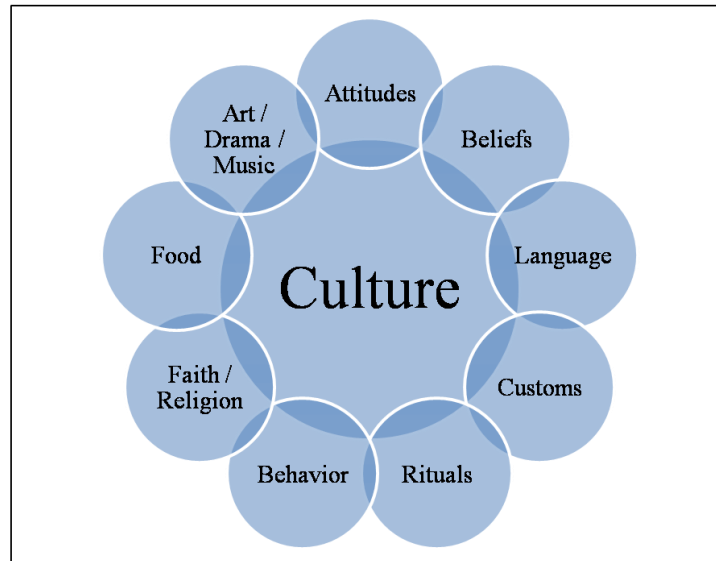 Attitudes
Beliefs
Language
Customs
Rituals
Behavior
Faith /
Religion
Food
Art /
Drama /
Music
Culture